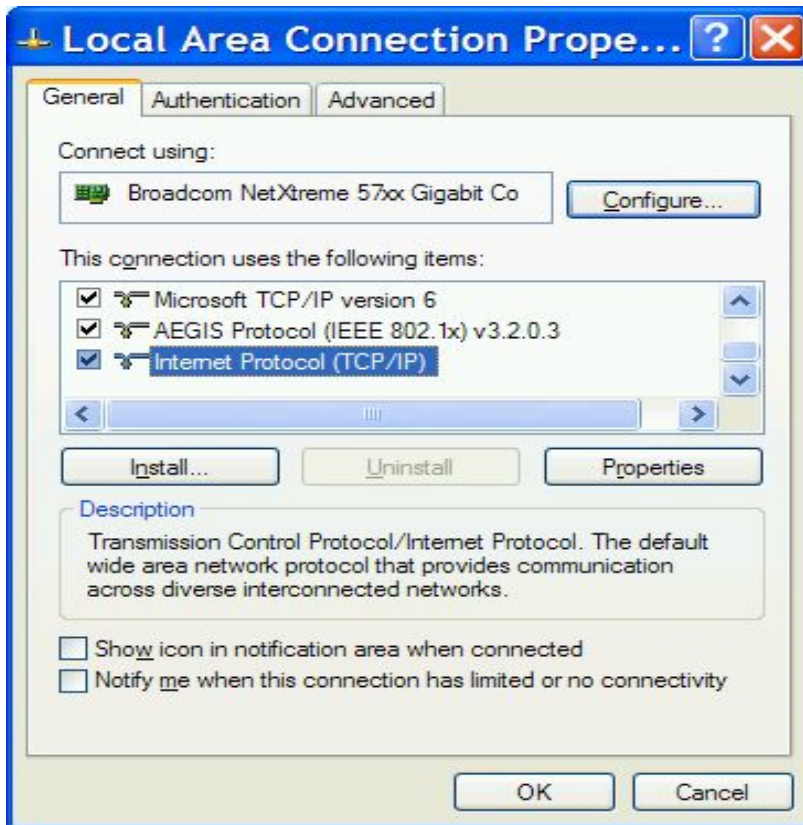 Local Area Connection Prope...
General Authentication Advanced
Connect using:
Broadcom NetXtreme 57xx Gigabit Co Configure...
This connection uses the following items:
Microsoft TCP/IP version 6
AEGIS Protocol (IEEE 802.1x) v3.2.0.3
Internet Protocol (TCP/IP)
Install... Uninstall Properties
Description
Transmission Control Protocol/Internet Protocol. The default
wide area network protocol that provides communication
across diverse interconnected networks.
Show icon in notification area when connected
Notify me when this connection has limited or no connectivity
OK Cancel